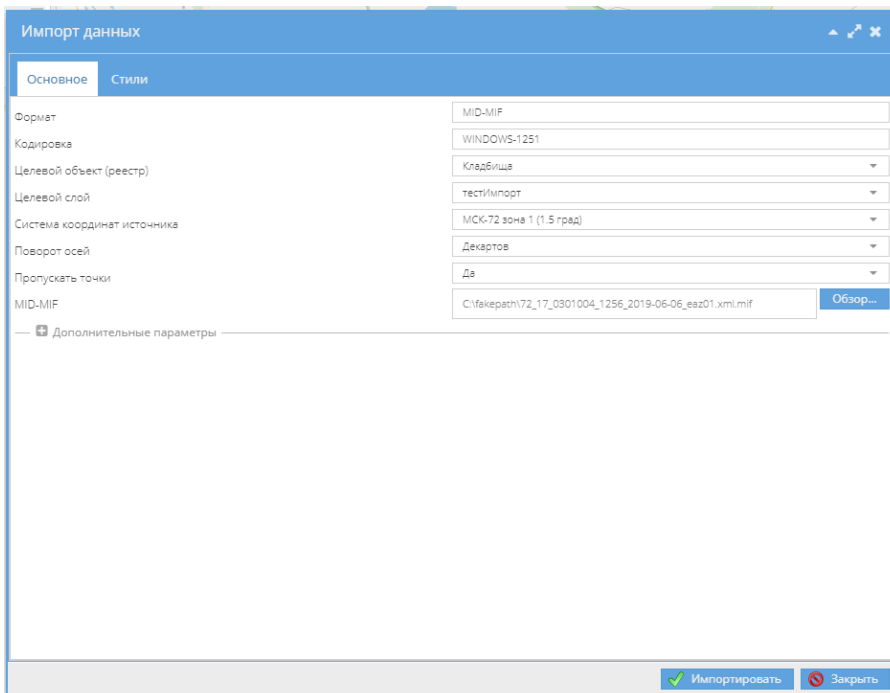 Импорт данных
Основное Стили
Формат MID-MIF
Кодировка WINDOWS-1251
Целевой объект (реестр) Кладбища
Целевой слой тестИмпорт
Система координат источника МСК-72 зона 1 (1.5 град)
Поворот осей Декартов
Пропускать точки Да
MID-MIF C:\fakepath\72_17_0301004_1256_2019-06-06_eaz01.xml.mif Обзор...
Дополнительные параметры
Импортировать Закрыть